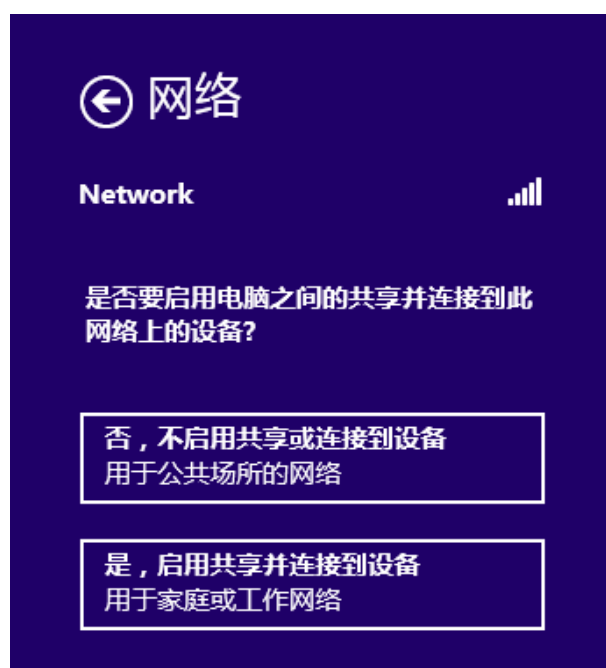 网络
Network
是否要启用电脑之间的共享并连接到此
网络上的设备?
否，不启用共享或连接到设备
用于公共场所的网络
是，启用共享并连接到设备
用于家庭或工作网络